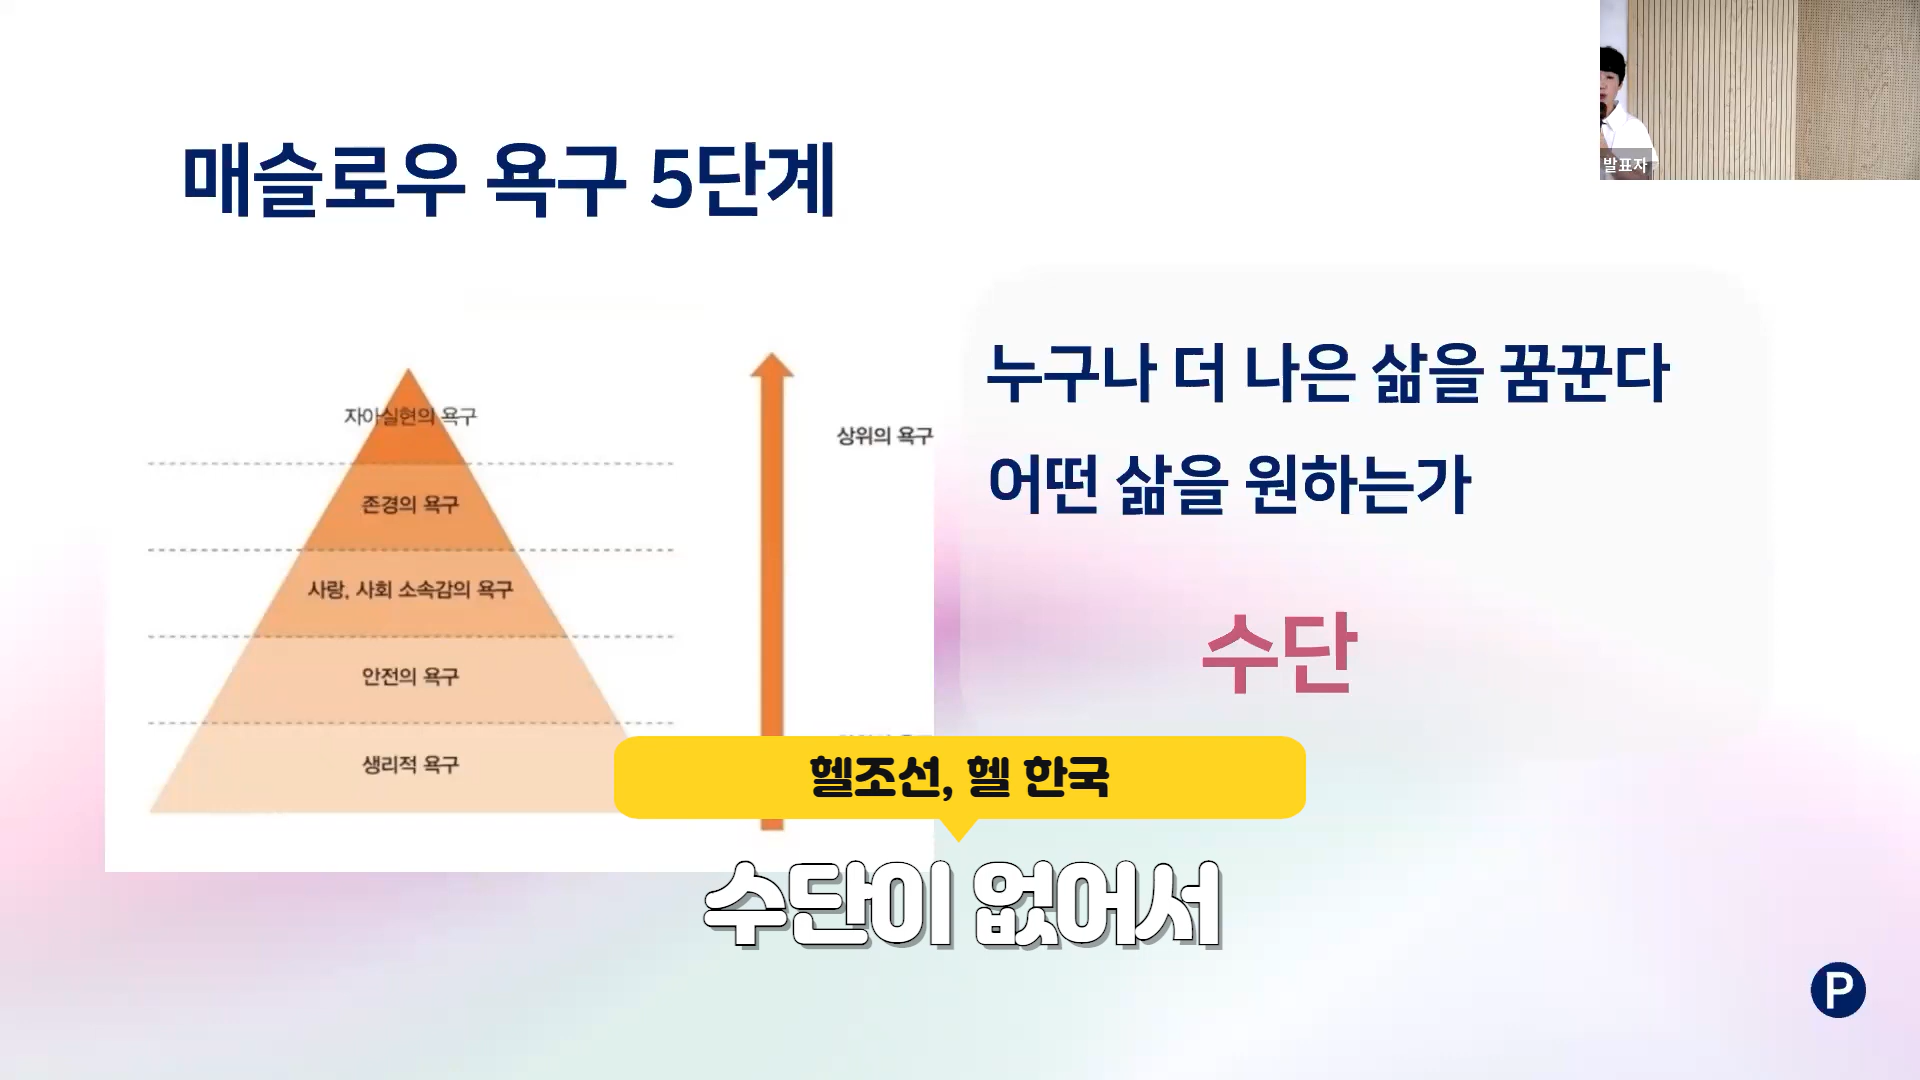 발표자
매슬로우 욕구 5단계
자아실현의 욕구
존경의 욕구
사랑, 사회 소속감의 욕구
안전의 욕구
생리적 욕구
상위의 욕구
누구나 더 나은 삶을 꿈꾼다
어떤 삶을 원하는가
수단
헬조선, 헬 한국
수단이 없어서
P